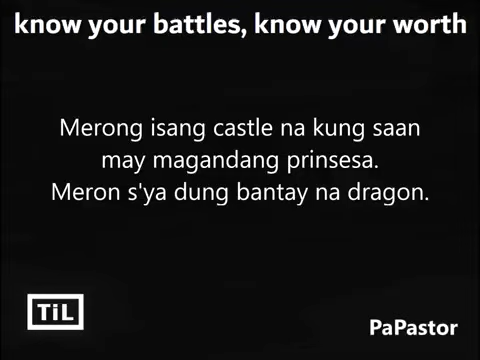 know your battles, know your worth
Merong isang castle na kung saan
may magandang prinsesa.
Meron s'ya dung bantay na dragon.
TiL
PaPastor